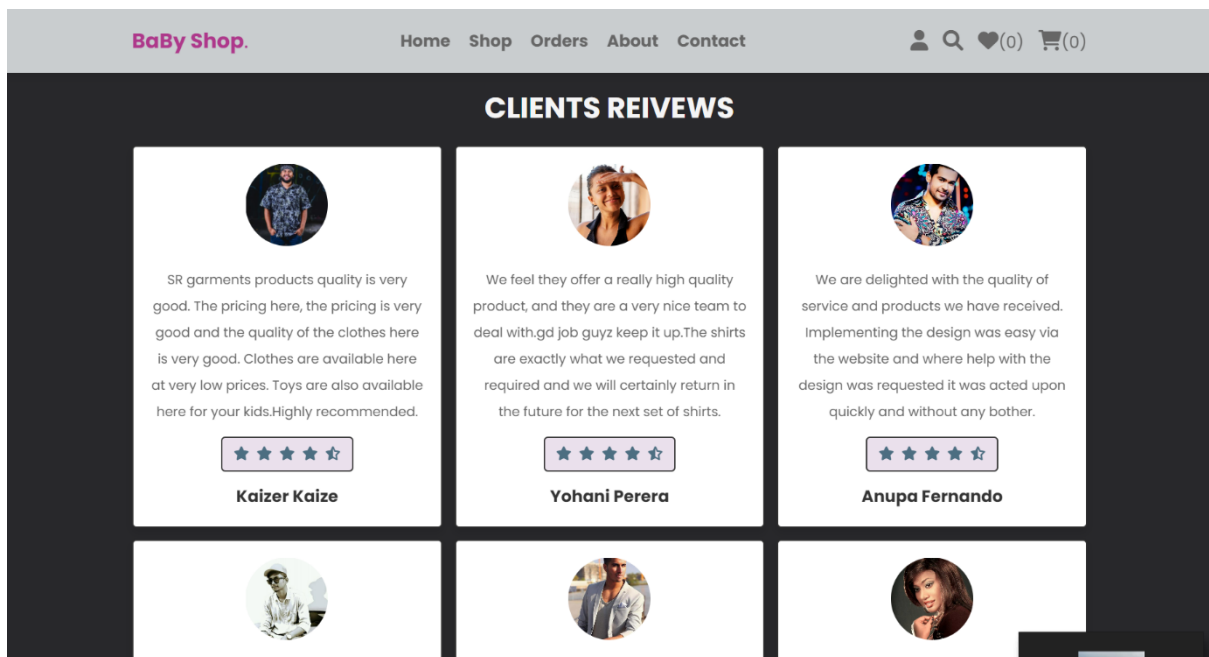 BaBy Shop.
Home Shop Orders About Contact
(0) (0)
CLIENTS REIVEWS
SR garments products quality is very
good. The pricing here, the pricing is very
good and the quality of the clothes here
is very good. Clothes are available here
at very low prices. Toys are also available
here for your kids.Highly recommended.
Kaizer Kaize
We feel they offer a really high quality
product, and they are a very nice team to
deal with.gd job guyz keep it up.The shirts
are exactly what we requested and
required and we will certainly return in
the future for the next set of shirts.
Yohani Perera
We are delighted with the quality of
service and products we have received.
Implementing the design was easy via
the website and where help with the
design was requested it was acted upon
quickly and without any bother.
Anupa Fernando